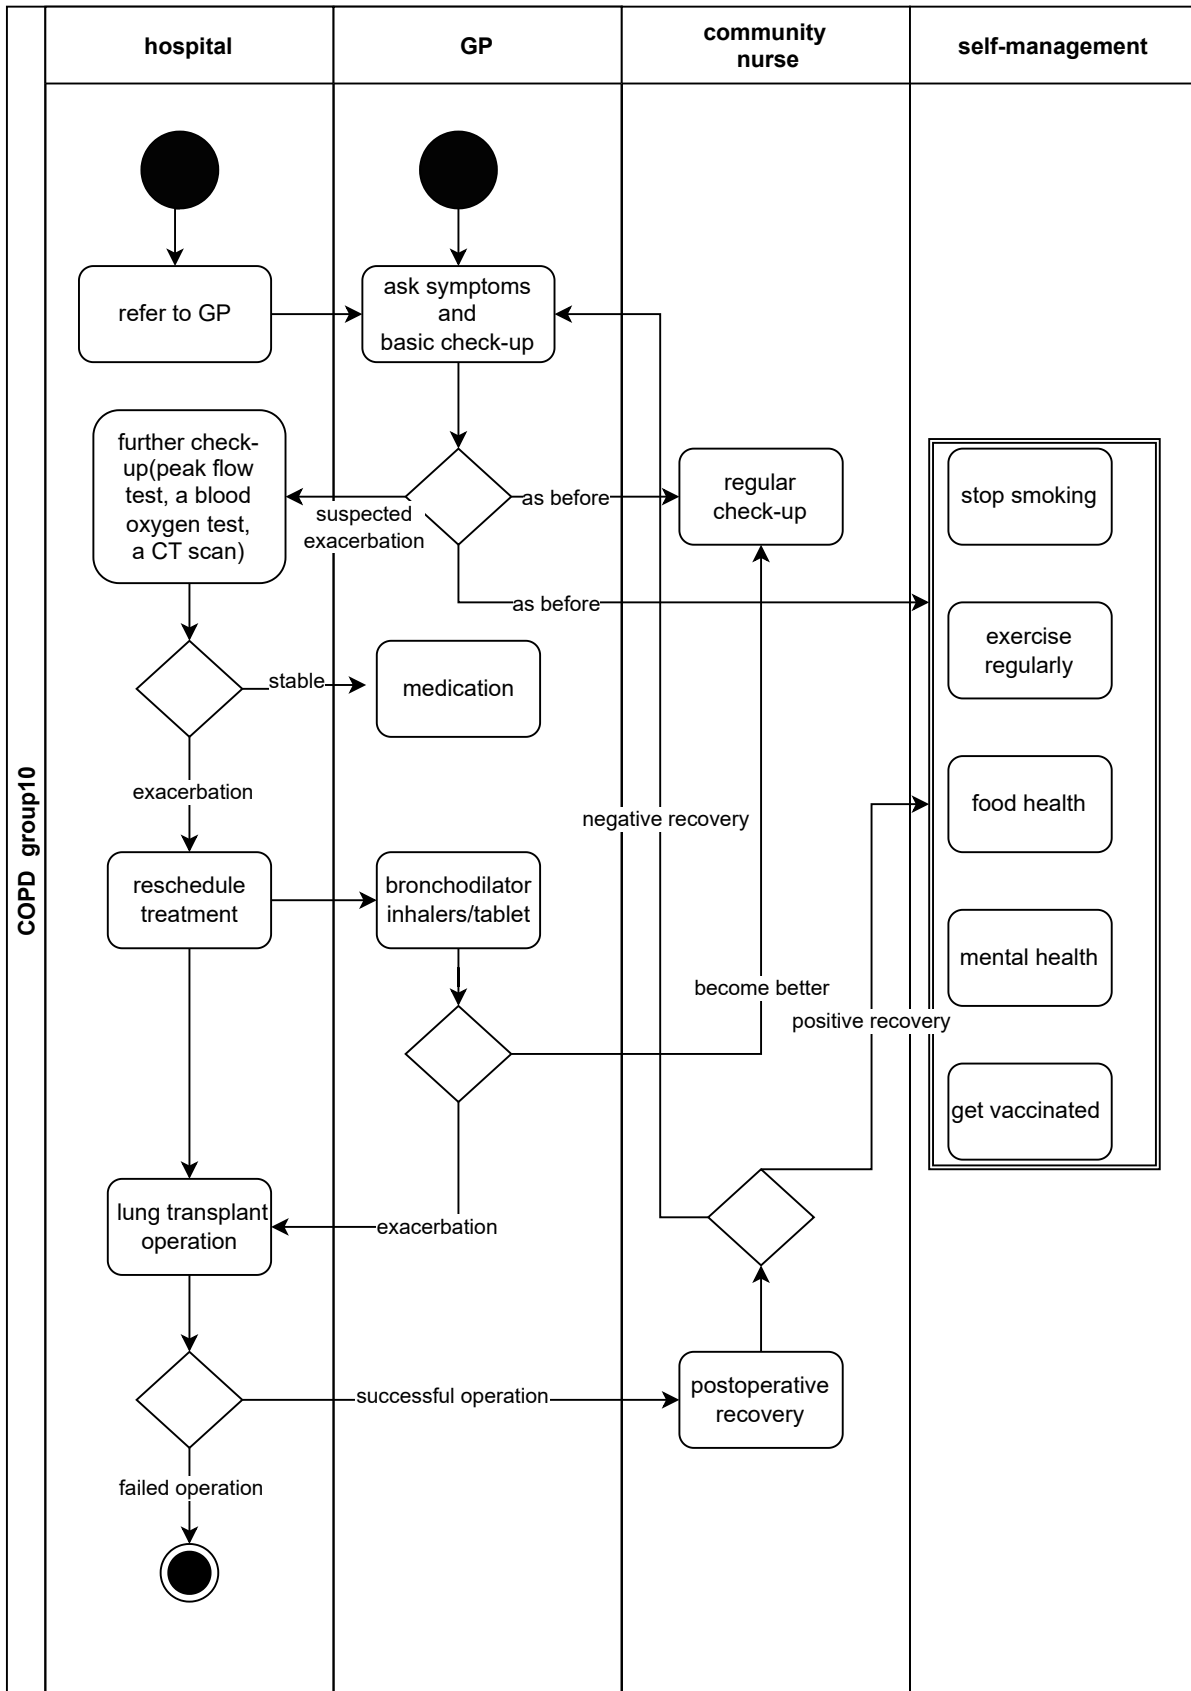 hospital
GP
community
nurse
self-management
COPD group10
refer to GP
ask symptoms
and
basic check-up
further check-
up(peak flow
test, a blood
oxygen test,
a CT scan)
suspected
exacerbation
as before
regular
check-up
stop smoking
as before
exercise
regularly
stable
medication
exacerbation
negative recovery
food health
reschedule
treatment
bronchodilator
inhalers/tablet
mental health
become better
positive recovery
get vaccinated
lung transplant
operation
exacerbation
successful operation
postoperative
recovery
failed operation